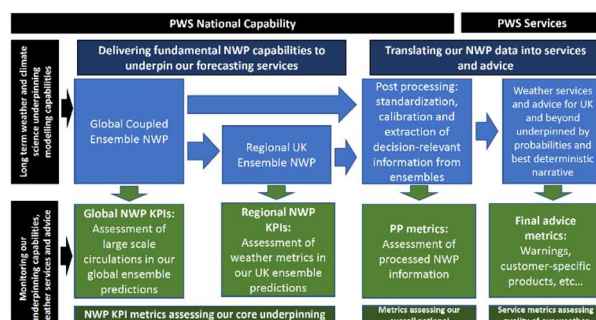 PWS National Capability
PWS Services
Delivering fundamental NWP capabilities to
underpin our forecasting services
Translating our NWP data into services
and advice
Long term weather and climate
science underpinning
modelling capabilities
Global Coupled
Ensemble NWP
Regional UK
Ensemble NWP
Post processing:
standardization,
calibration and
extraction of
decision-relevant
information from
ensembles
Weather services
and advice for UK
and beyond
underpinned by
probabilities and
best deterministic
narrative
Monitoring our
underpinning capabilities,
weather services and advice
Global NWP KPIs:
Assessment of
large scale
circulations in our
global ensemble
predictions
Regional NWP
KPIs:
Assessment of
weather metrics in
our UK ensemble
predictions
PP metrics:
Assessment of
processed NWP
information
Final advice
metrics:
Warnings,
customer-specific
products, etc...
NWP KPI metrics assessing our core underpinning
Metrics assessing our
Service metrics assessing